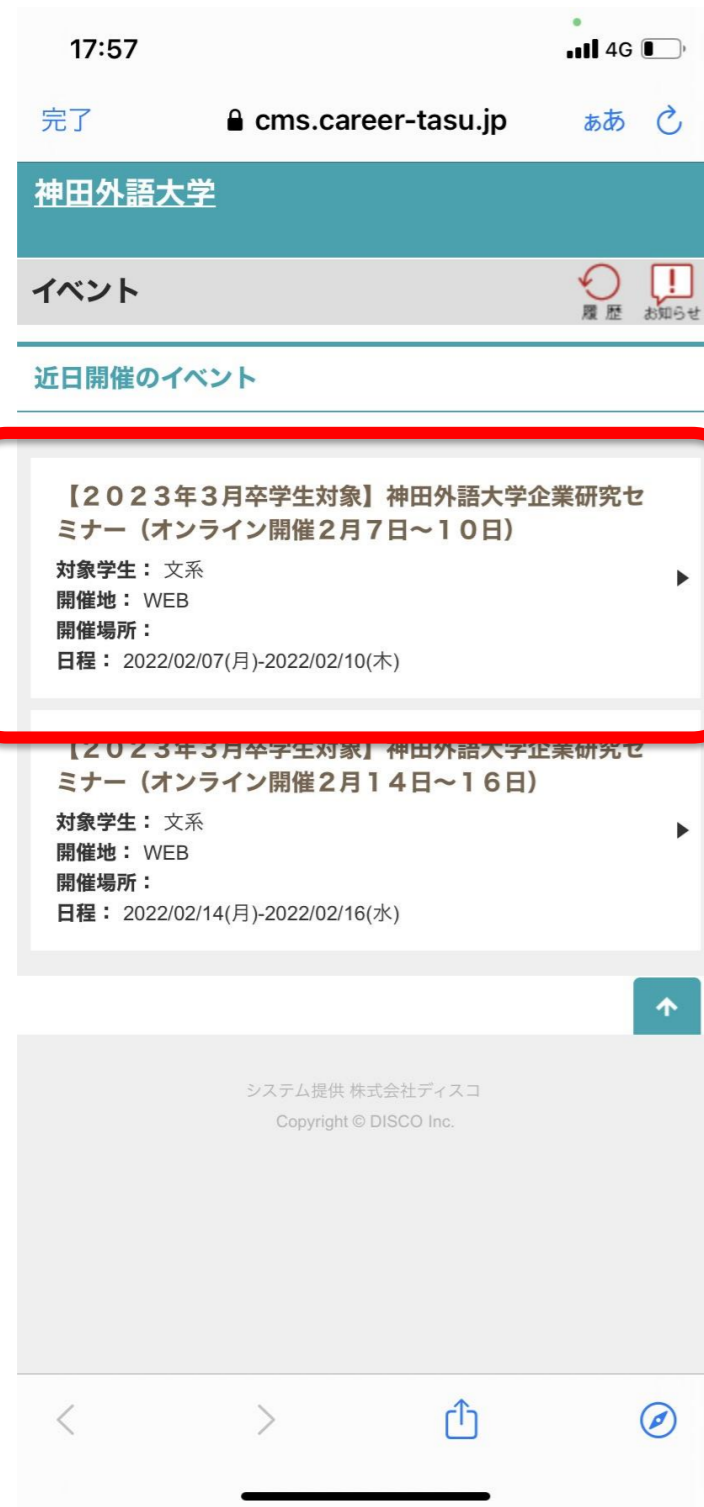 17:57
4G
完了
cms.career-tasu.jp
ぁあ
神田外語大学
イベント
履歴
お知らせ
近日開催のイベント
【２０２３年３月卒学生対象】神田外語大学企業研究セ
ミナー（オンライン開催２月７日～１０日）
対象学生： 文系
開催地： WEB
開催場所：
日程： 2022/02/07(月)-2022/02/10(木)
【２０２３年３月卒学生対象】神田外語大学企業研究セ
ミナー（オンライン開催２月１４日～１６日）
対象学生： 文系
開催地： WEB
開催場所：
日程： 2022/02/14(月)-2022/02/16(水)
システム提供 株式会社ディスコ
Copyright © DISCO Inc.